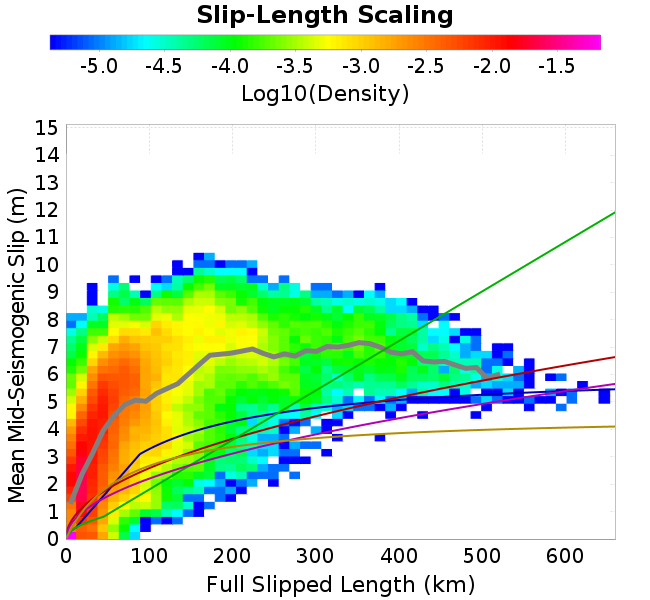 Slip-Length Scaling
-5.0 -4.5 -4.0 -3.5 -3.0 -2.5 -2.0 -1.5
Log10(Density)
15
14
13
12
11
10
9
8
7
6
5
4
3
2
1
0
Mean Mid-Seismogenic Slip (m)
0 100 200 300 400 500 600
Full Slipped Length (km)